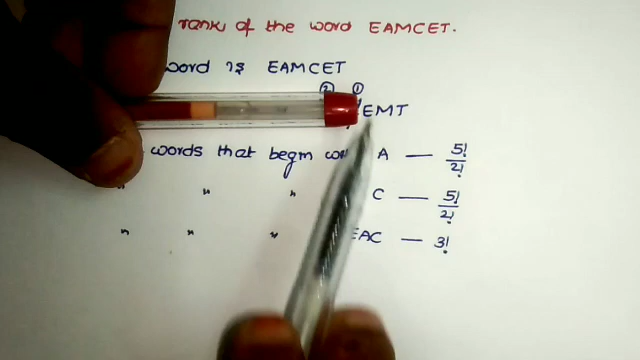 rank of the word EAMCET.
word is EAMCET
② ①
EMT
words that begin A — 5!/2!
" " " C — 5!/2!
" " " EAC — 3!